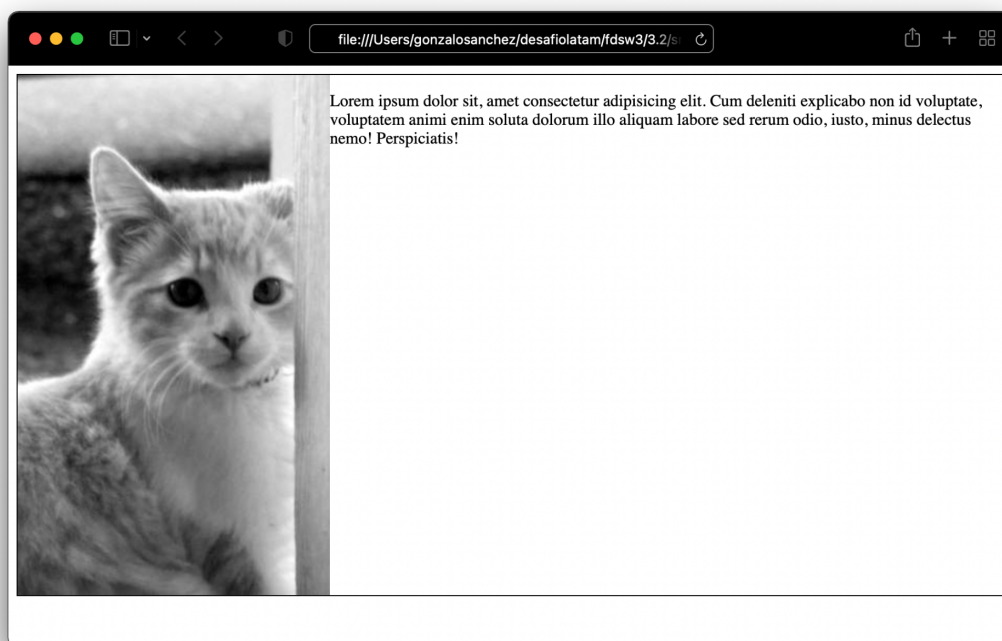 file:///Users/gonzalosanchez/desafiolatam/fdsw3/3.2/s
Lorem ipsum dolor sit, amet consectetur adipisicing elit. Cum deleniti explicabo non id voluptate,
voluptatem animi enim soluta dolorum illo aliquam labore sed rerum odio, iusto, minus delectus
nemo! Perspiciatis!